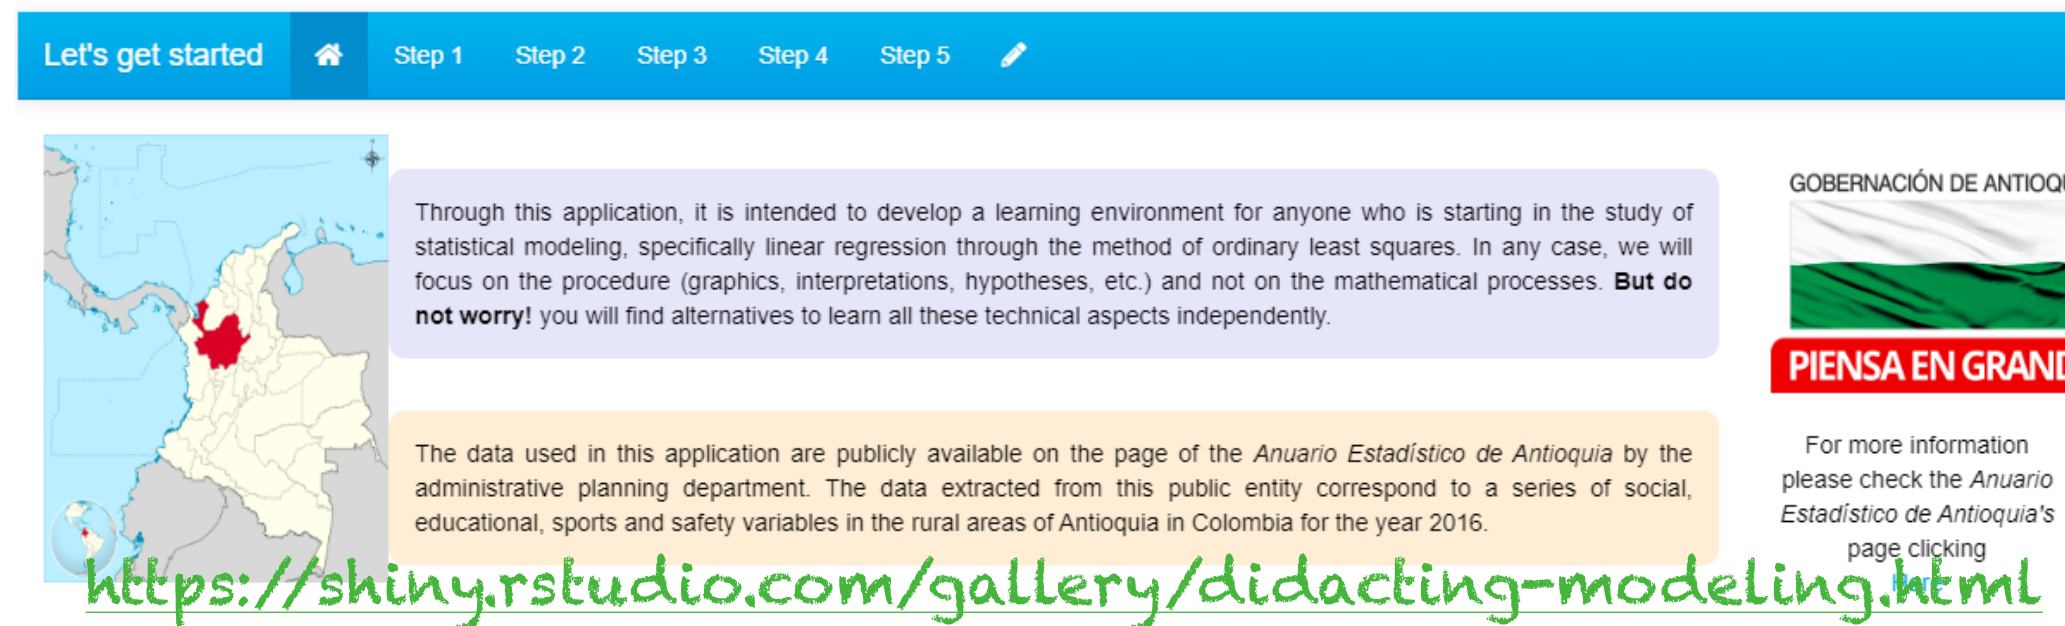 Let's get started Step 1 Step 2 Step 3 Step 4 Step 5
Through this application, it is intended to develop a learning environment for anyone who is starting in the study of
statistical modeling, specifically linear regression through the method of ordinary least squares. In any case, we will
focus on the procedure (graphics, interpretations, hypotheses, etc.) and not on the mathematical processes. But do
not worry! you will find alternatives to learn all these technical aspects independently.
The data used in this application are publicly available on the page of the Anuario Estadístico de Antioquia by the
administrative planning department. The data extracted from this public entity correspond to a series of social,
educational, sports and safety variables in the rural areas of Antioquia in Colombia for the year 2016.
GOBERNACIÓN DE ANTIOQU
PIENSA EN GRAND
For more information
please check the Anuario
Estadístico de Antioquia's
page clicking
Here
https://shiny.rstudio.com/gallery/didacting-modeling.html